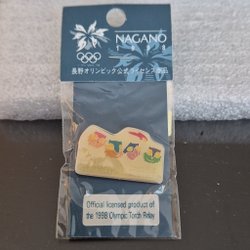 NAGANO
1998
長野オリンピック公式ライセンス商品
Official licensed product of
the 1998 Olympic Torch Relay